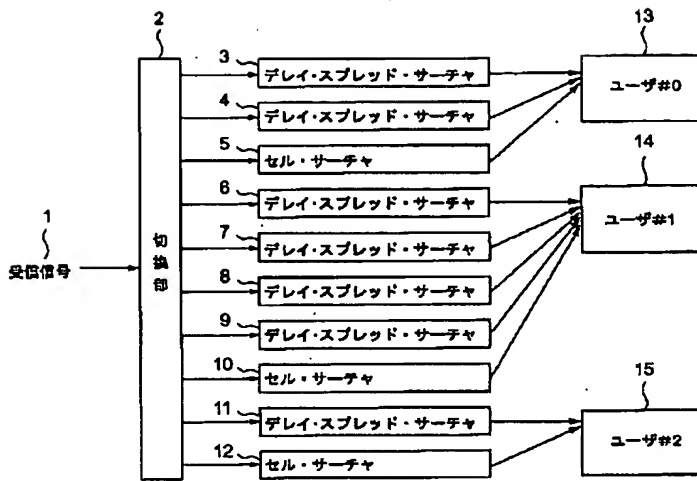 2
3
デレイ・スプレッド・サーチャ
4
デレイ・スプレッド・サーチャ
5
セル・サーチャ
6
デレイ・スプレッド・サーチャ
7
デレイ・スプレッド・サーチャ
8
デレイ・スプレッド・サーチャ
9
デレイ・スプレッド・サーチャ
10
セル・サーチャ
11
デレイ・スプレッド・サーチャ
12
セル・サーチャ
1
受信信号
切換部
13
ユーザ#0
14
ユーザ#1
15
ユーザ#2